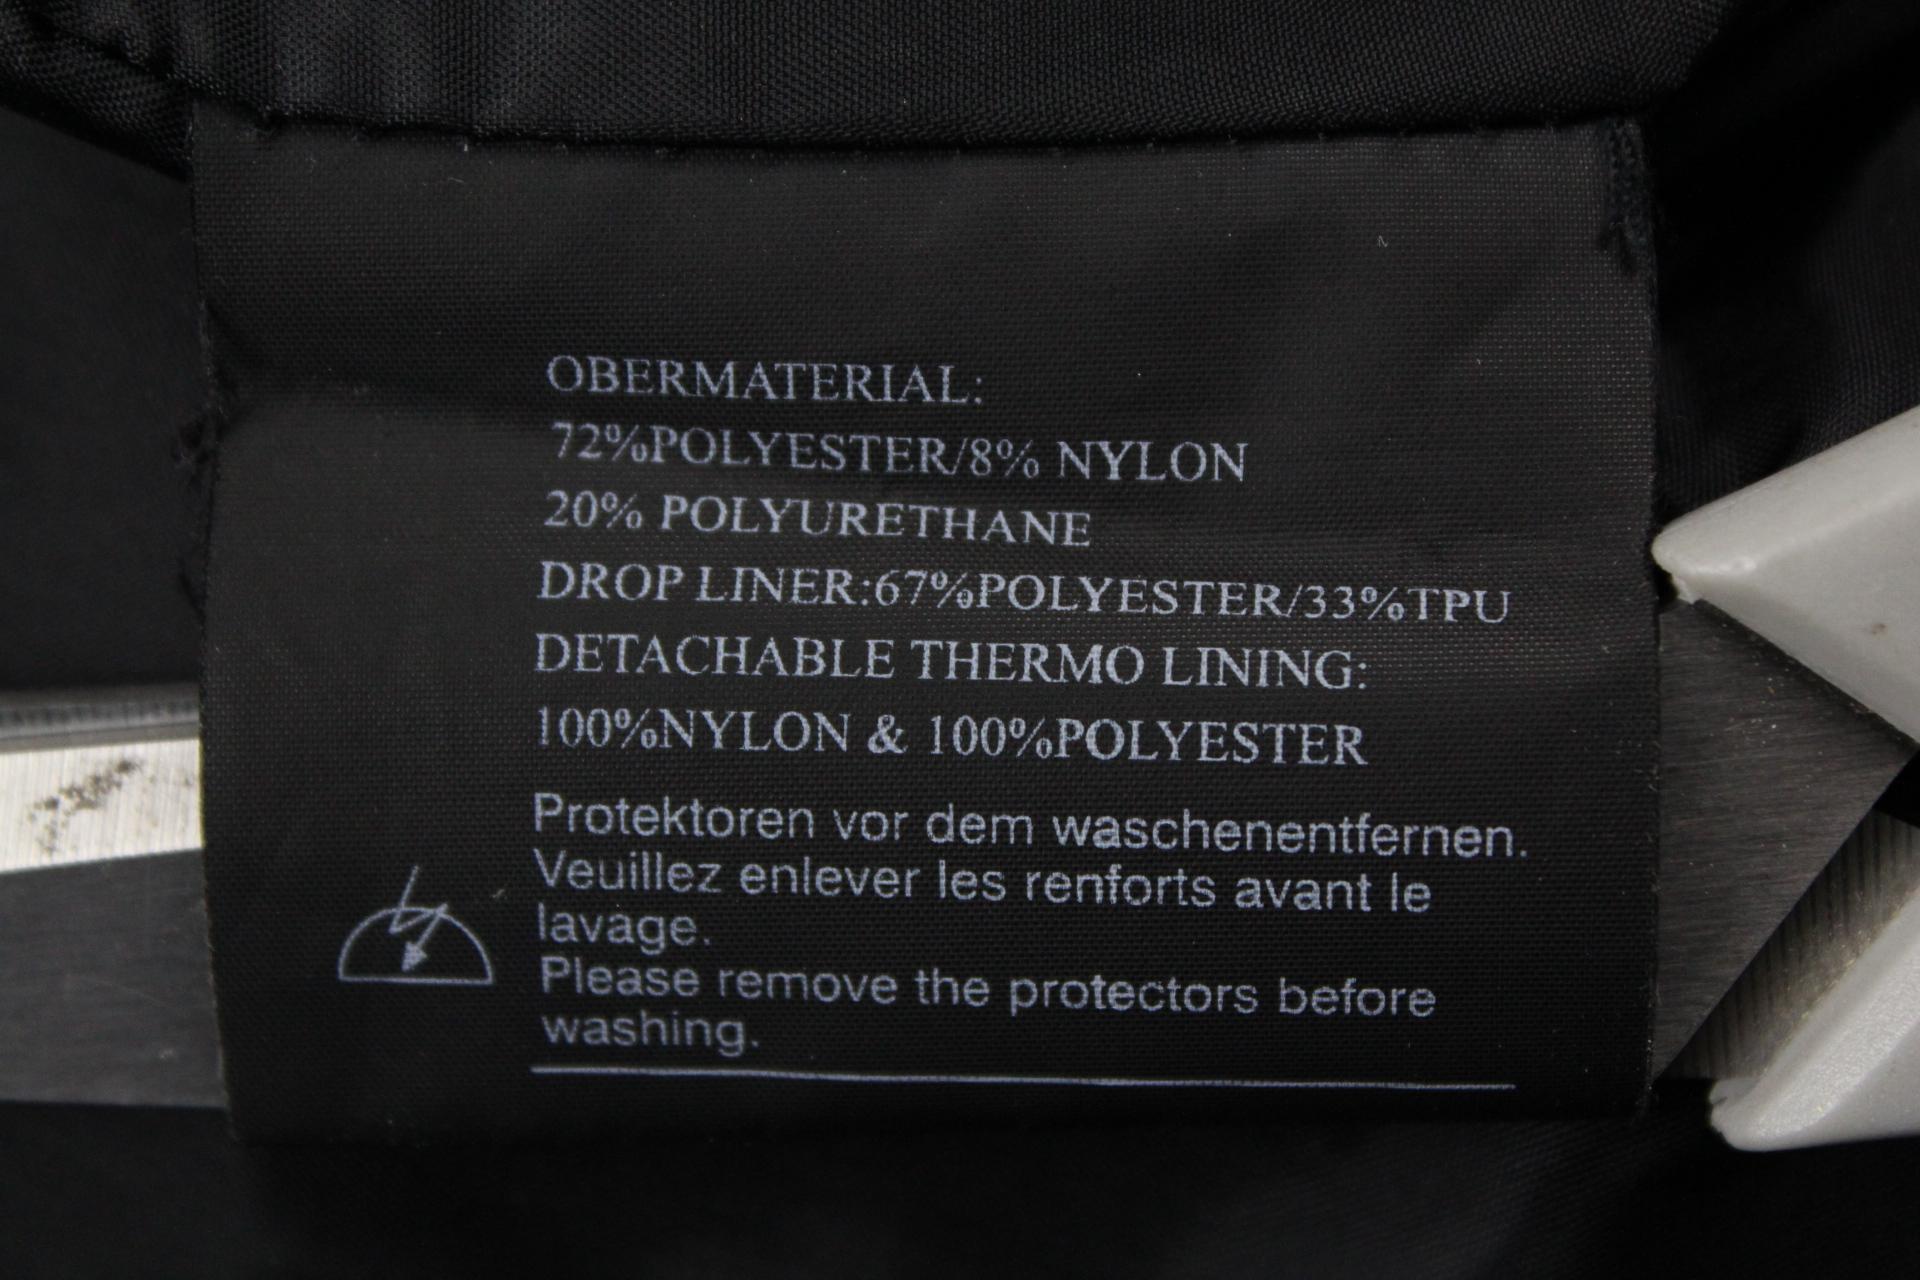 OBERMATERIAL:
72%POLYESTER/8% NYLON
20% POLYURETHANE
DROP LINER:67%POLYESTER/33%TPU
DETACHABLE THERMO LINING:
100%NYLON & 100%POLYESTER
Protektoren vor dem waschenentfernen.
Veuillez enlever les renforts avant le
lavage.
Please remove the protectors before
washing.